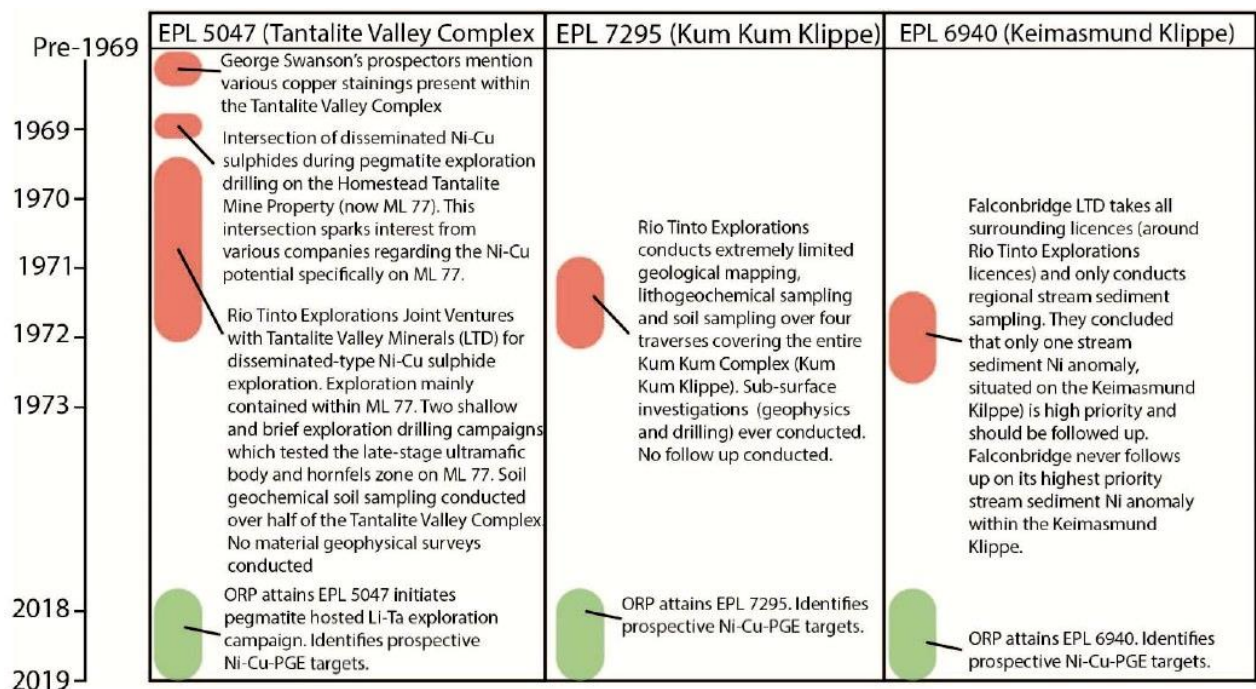 Pre-1969
1969
1970
1971
1972
1973
2018
2019
EPL 5047 (Tantalite Valley Complex
George Swanson's prospectors mention
various copper stainings present within
the Tantalite Valley Complex
Intersection of disseminated Ni-Cu
sulphides during pegmatite exploration
drilling on the Homestead Tantalite
Mine Property (now ML 77). This
intersection sparks interest from
various companies regarding the Ni-Cu
potential specifically on ML 77.
Rio Tinto Explorations Joint Ventures
with Tantalite Valley Minerals (LTD) for
disseminated-type Ni-Cu sulphide
exploration. Exploration mainly
contained within ML 77. Two shallow
and brief exploration drilling campaigns
which tested the late-stage ultramafic
body and hornfels zone on ML 77. Soil
geochemical soil sampling conducted
over half of the Tantalite Valley Complex.
No material geophysical surveys
conducted
ORP attains EPL 5047 initiates
pegmatite hosted Li-Ta exploration
campaign. Identifies prospective
Ni-Cu-PGE targets.
EPL 7295 (Kum Kum Klippe)
Rio Tinto Explorations
conducts extremely limited
geological mapping,
lithogeochemical sampling
and soil sampling over four
traverses covering the entire
Kum Kum Complex (Kum
Kum Klippe). Sub-surface
investigations (geophysics
and drilling) ever conducted.
No follow up conducted.
ORP attains EPL 7295. Identifies
prospective Ni-Cu-PGE targets.
EPL 6940 (Keimasmund Klippe)
Falconbridge LTD takes all
surrounding licences (around
Rio Tinto Explorations
licences) and only conducts
regional stream sediment
sampling. They concluded
that only one stream
sediment Ni anomaly,
situated on the Keimasmund
Kilppe) is high priority and
should be followed up.
Falconbridge never follows
up on its highest priority
stream sediment Ni anomaly
within the Keimasmund
Klippe.
ORP attains EPL 6940. Identifies
prospective Ni-Cu-PGE targets.